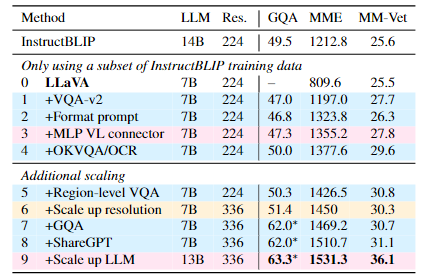 Method LLM Res. GQA MME MM-Vet
InstructBLIP 14B 224 49.5 1212.8 25.6
Only using a subset of InstructBLIP training data
0 LLaVA 7B 224 – 809.6 25.5
1 +VQA-v2 7B 224 47.0 1197.0 27.7
2 +Format prompt 7B 224 46.8 1323.8 26.3
3 +MLP VL connector 7B 224 47.3 1355.2 27.8
4 +OKVQA/OCR 7B 224 50.0 1377.6 29.6
Additional scaling
5 +Region-level VQA 7B 224 50.3 1426.5 30.8
6 +Scale up resolution 7B 336 51.4 1450 30.3
7 +GQA 7B 336 62.0* 1469.2 30.7
8 +ShareGPT 7B 336 62.0* 1510.7 31.1
9 +Scale up LLM 13B 336 63.3* 1531.3 36.1